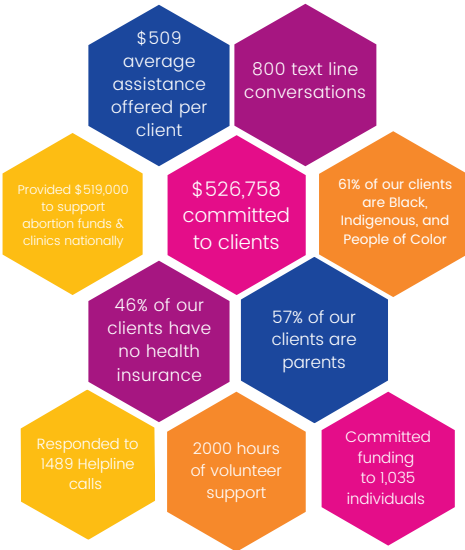 $509
average
assistance
offered per
client
800 text line
conversations
Provided $519,000
to support
abortion funds &
clinics nationally
$526,758
committed
to clients
61% of our clients
are Black,
Indigenous, and
People of Color
46% of our
clients have
no health
insurance
57% of our
clients are
parents
Responded to
1489 Helpline
calls
2000 hours
of volunteer
support
Committed
funding
to 1,035
individuals